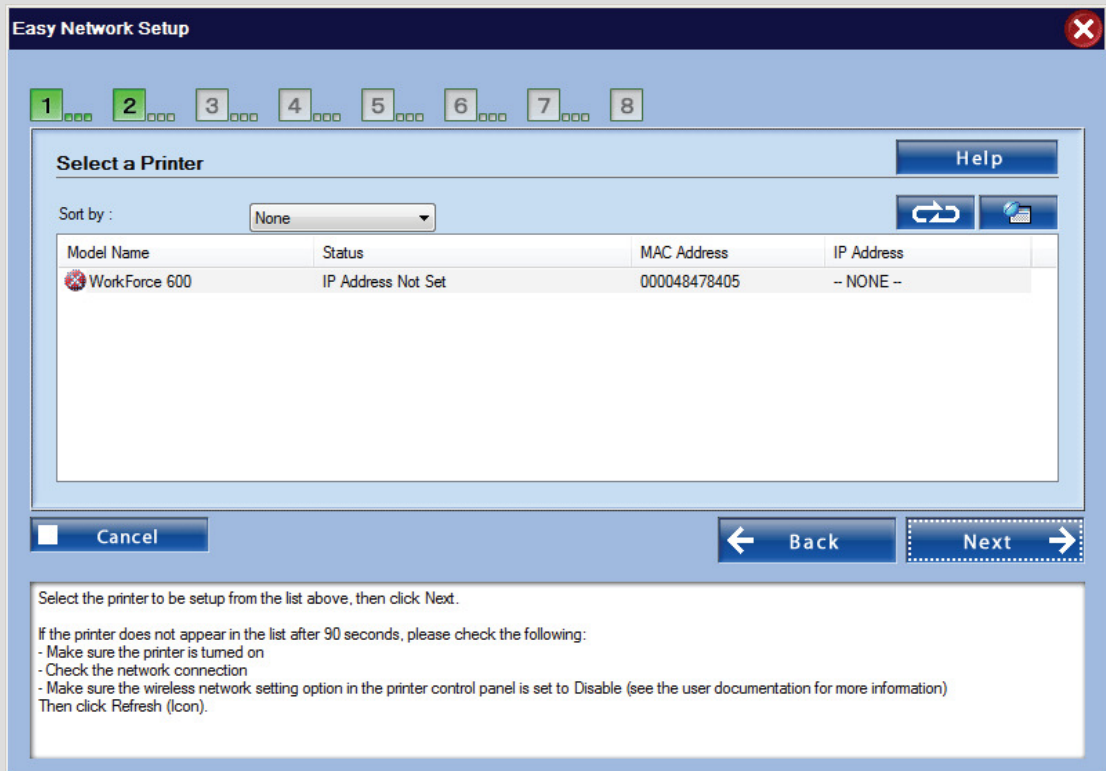 Easy Network Setup
1 2 3 4 5 6 7 8
Select a Printer
Help
Sort by :
None
Model Name Status MAC Address IP Address
WorkForce 600 IP Address Not Set 000048478405 -- NONE --
Cancel
Back
Next
Select the printer to be setup from the list above, then click Next.
If the printer does not appear in the list after 90 seconds, please check the following:
- Make sure the printer is turned on
- Check the network connection
- Make sure the wireless network setting option in the printer control panel is set to Disable (see the user documentation for more information)
Then click Refresh (Icon).